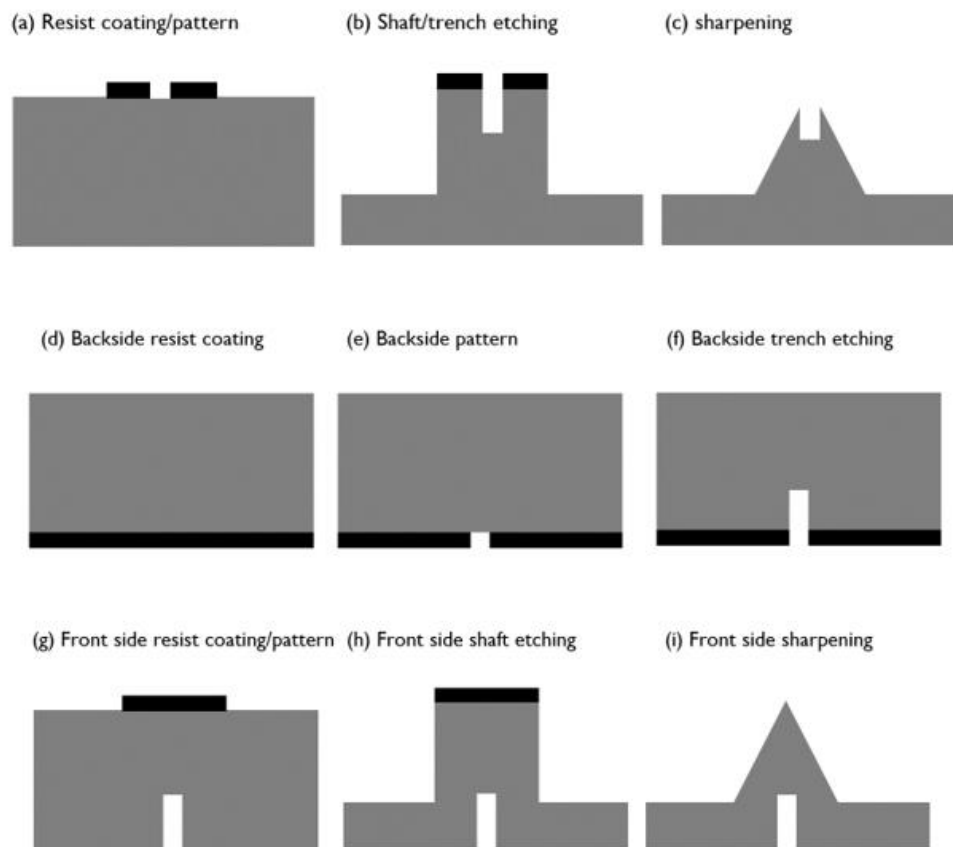 (a) Resist coating/pattern
(b) Shaft/trench etching
(c) sharpening
(d) Backside resist coating
(e) Backside pattern
(f) Backside trench etching
(g) Front side resist coating/pattern
(h) Front side shaft etching
(i) Front side sharpening